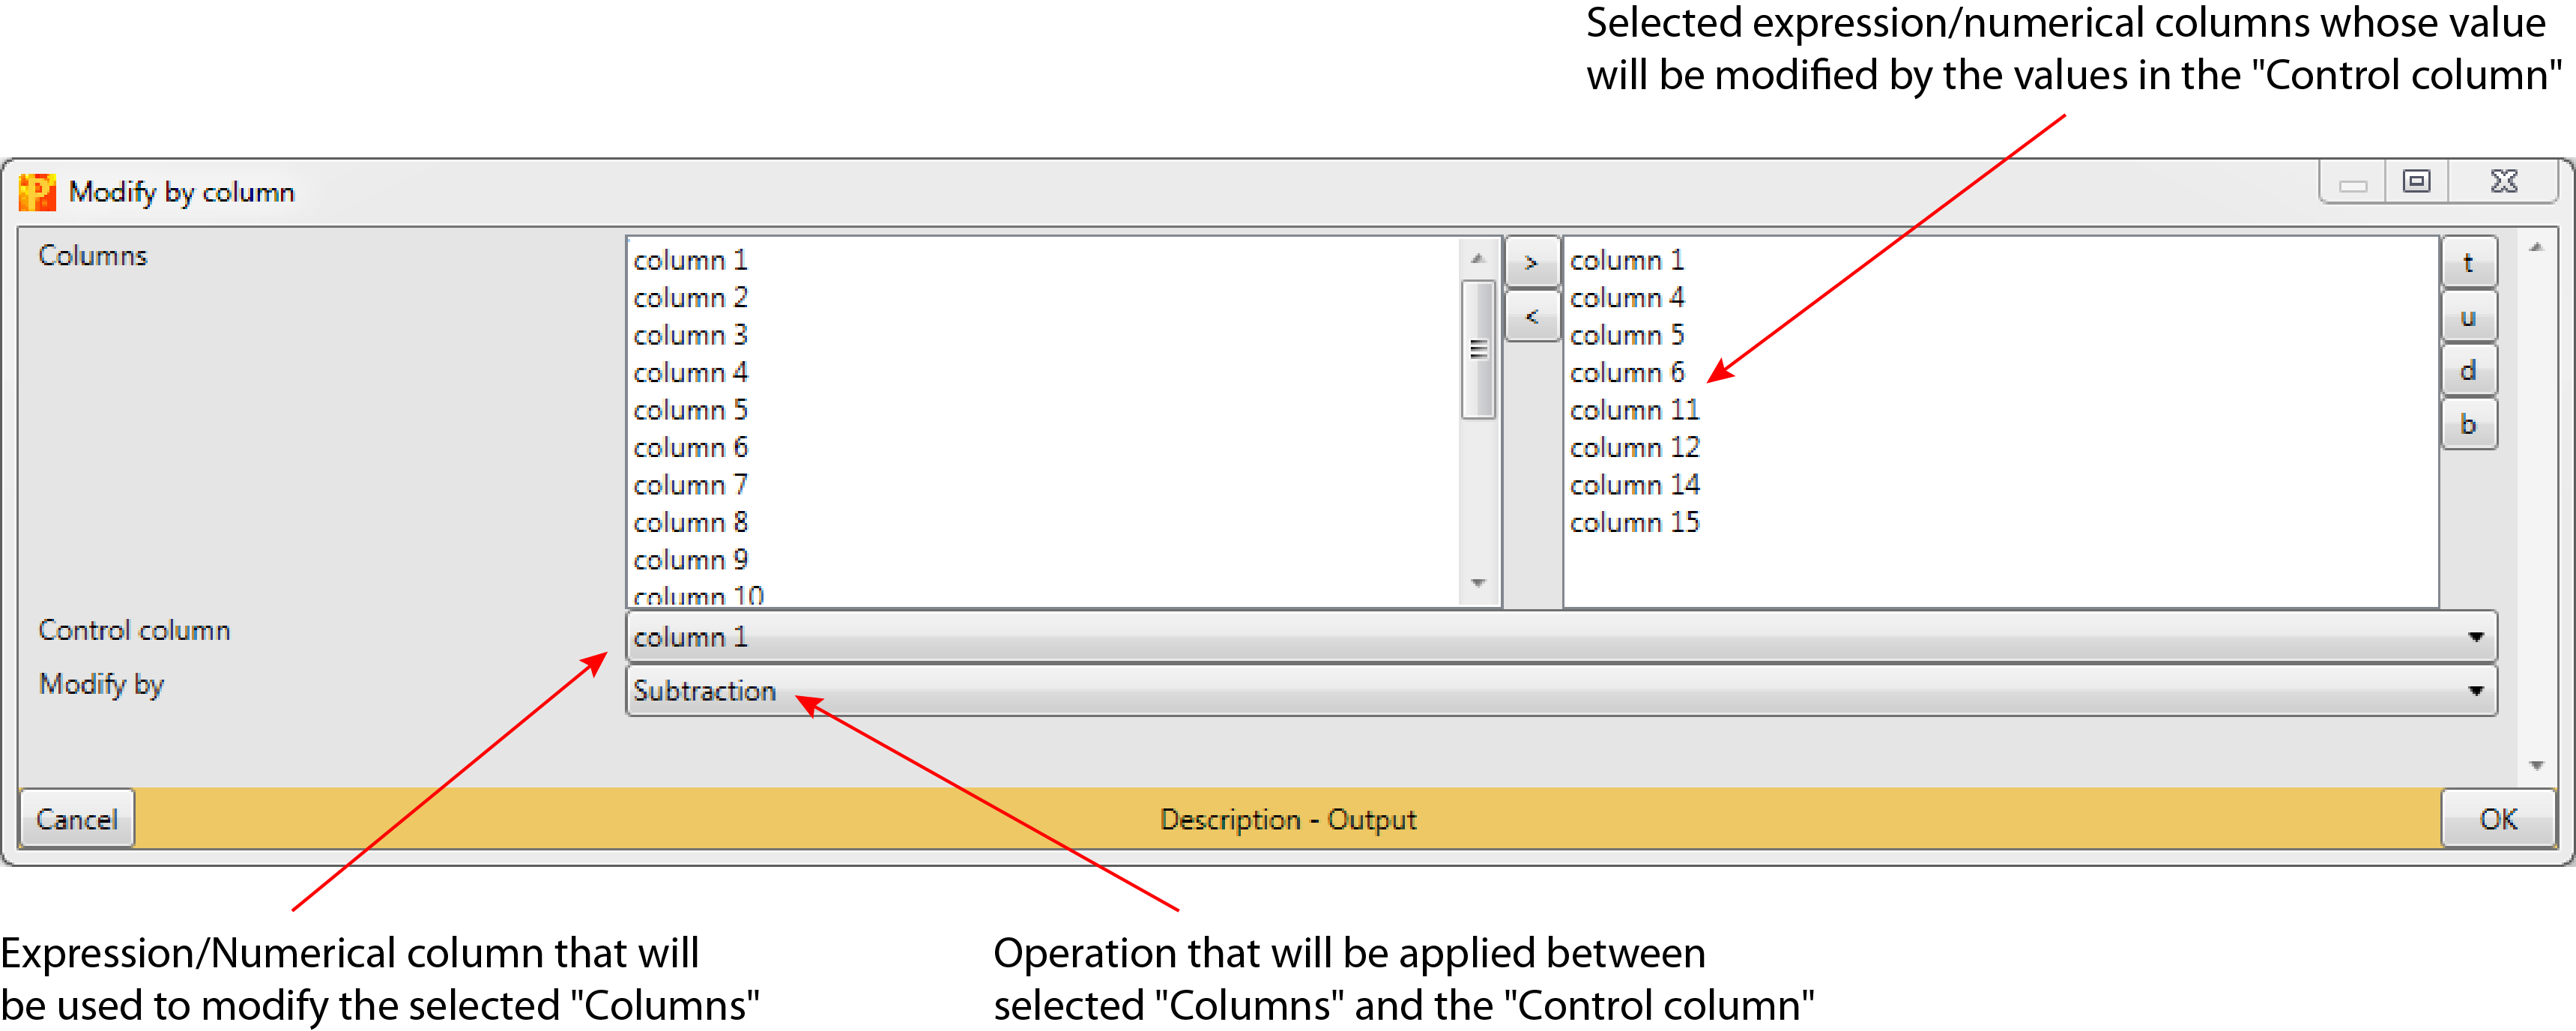 Selected expression/numerical columns whose value
will be modified by the values in the "Control column"
Modify by column
Columns
column 1
column 2
column 3
column 4
column 5
column 6
column 7
column 8
column 9
column 10
>
<
column 1
column 4
column 5
column 6
column 11
column 12
column 14
column 15
t
u
d
b
Control column
column 1
Modify by
Subtraction
Cancel
Description - Output
OK
Expression/Numerical column that will
be used to modify the selected "Columns"
Operation that will be applied between
selected "Columns" and the "Control column"